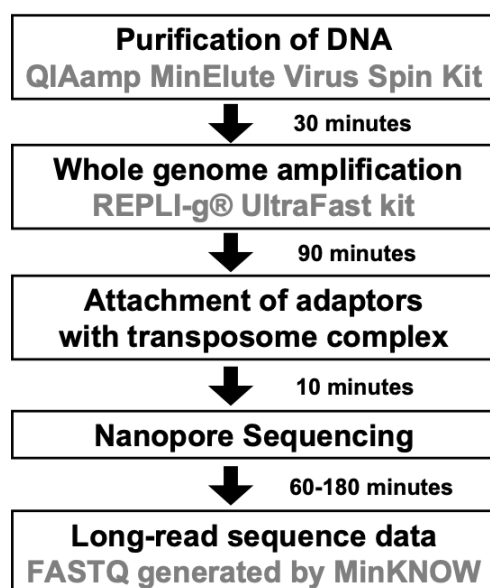 Purification of DNA
QIAamp MinElute Virus Spin Kit
30 minutes
Whole genome amplification
REPLI-g® UltraFast kit
90 minutes
Attachment of adaptors
with transposome complex
10 minutes
Nanopore Sequencing
60-180 minutes
Long-read sequence data
FASTQ generated by MinKNOW